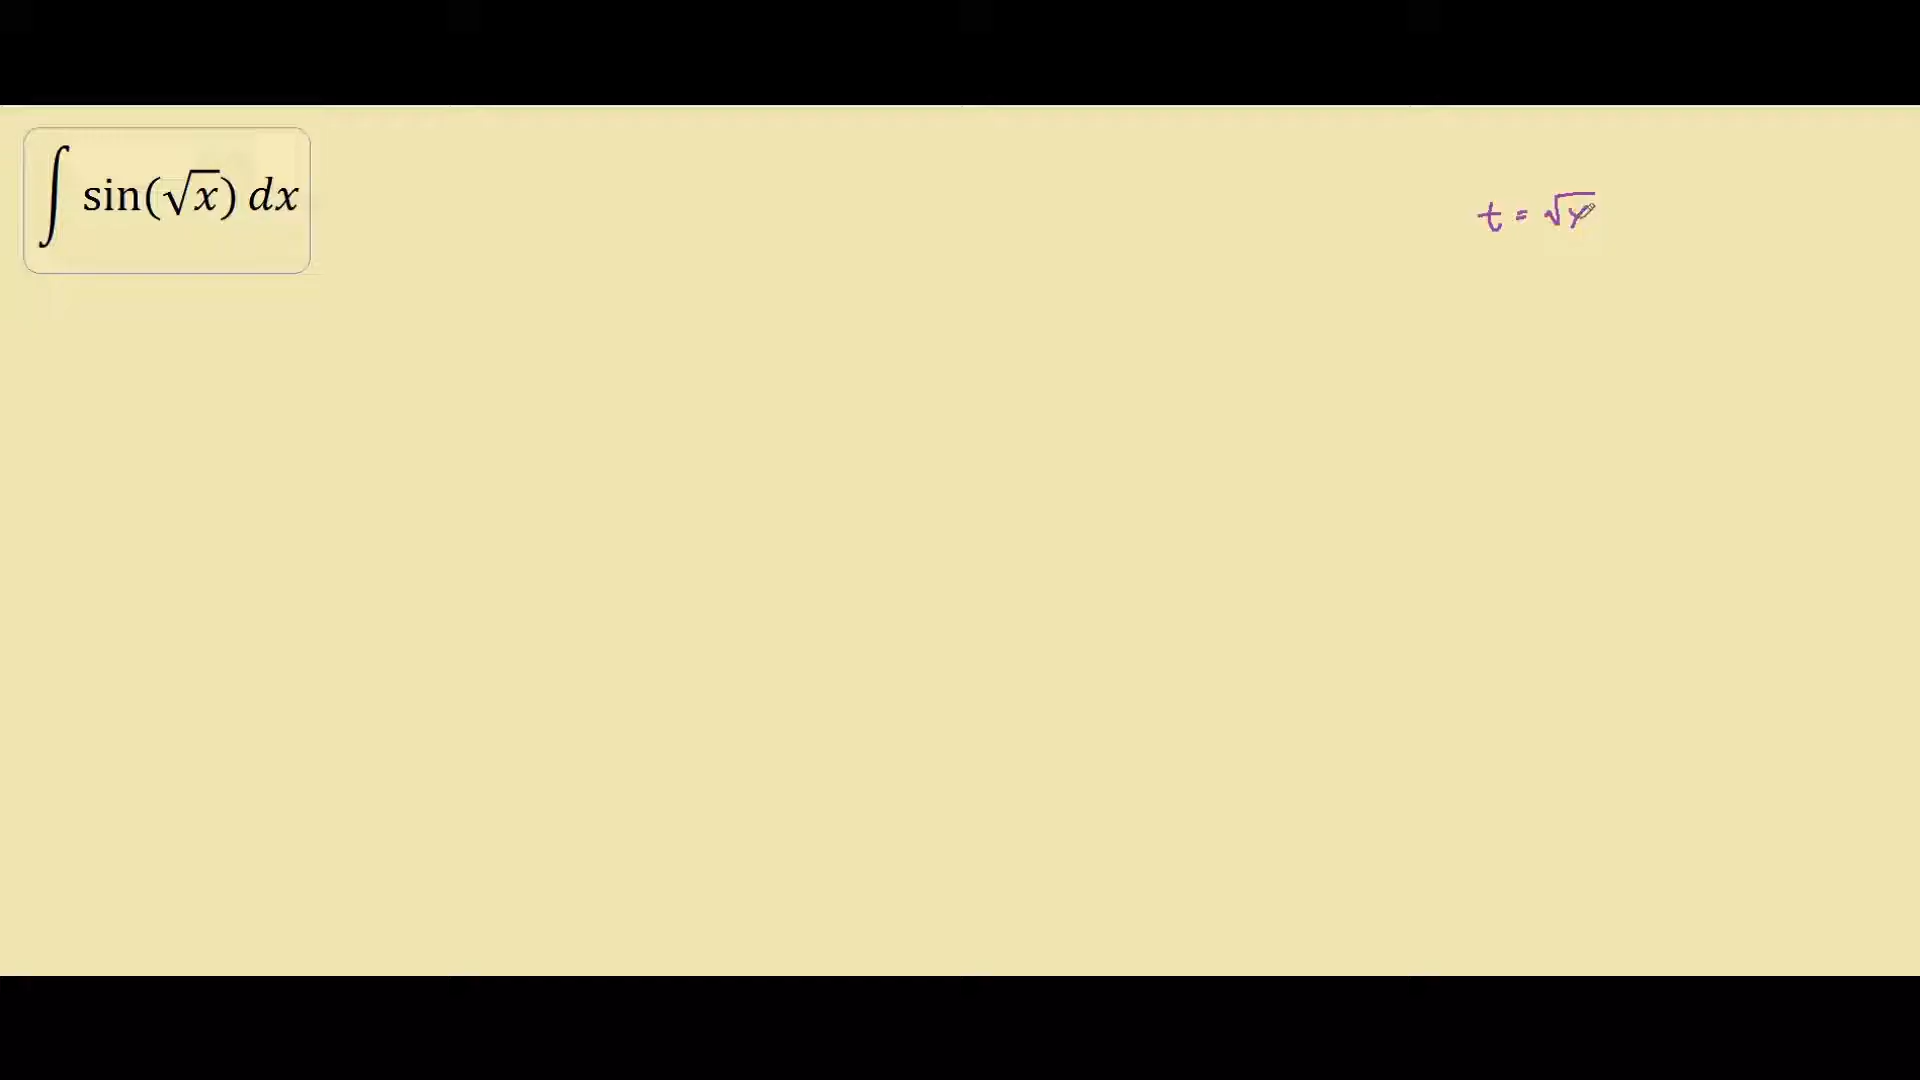 ∫ sin(√x) dx
t = √x